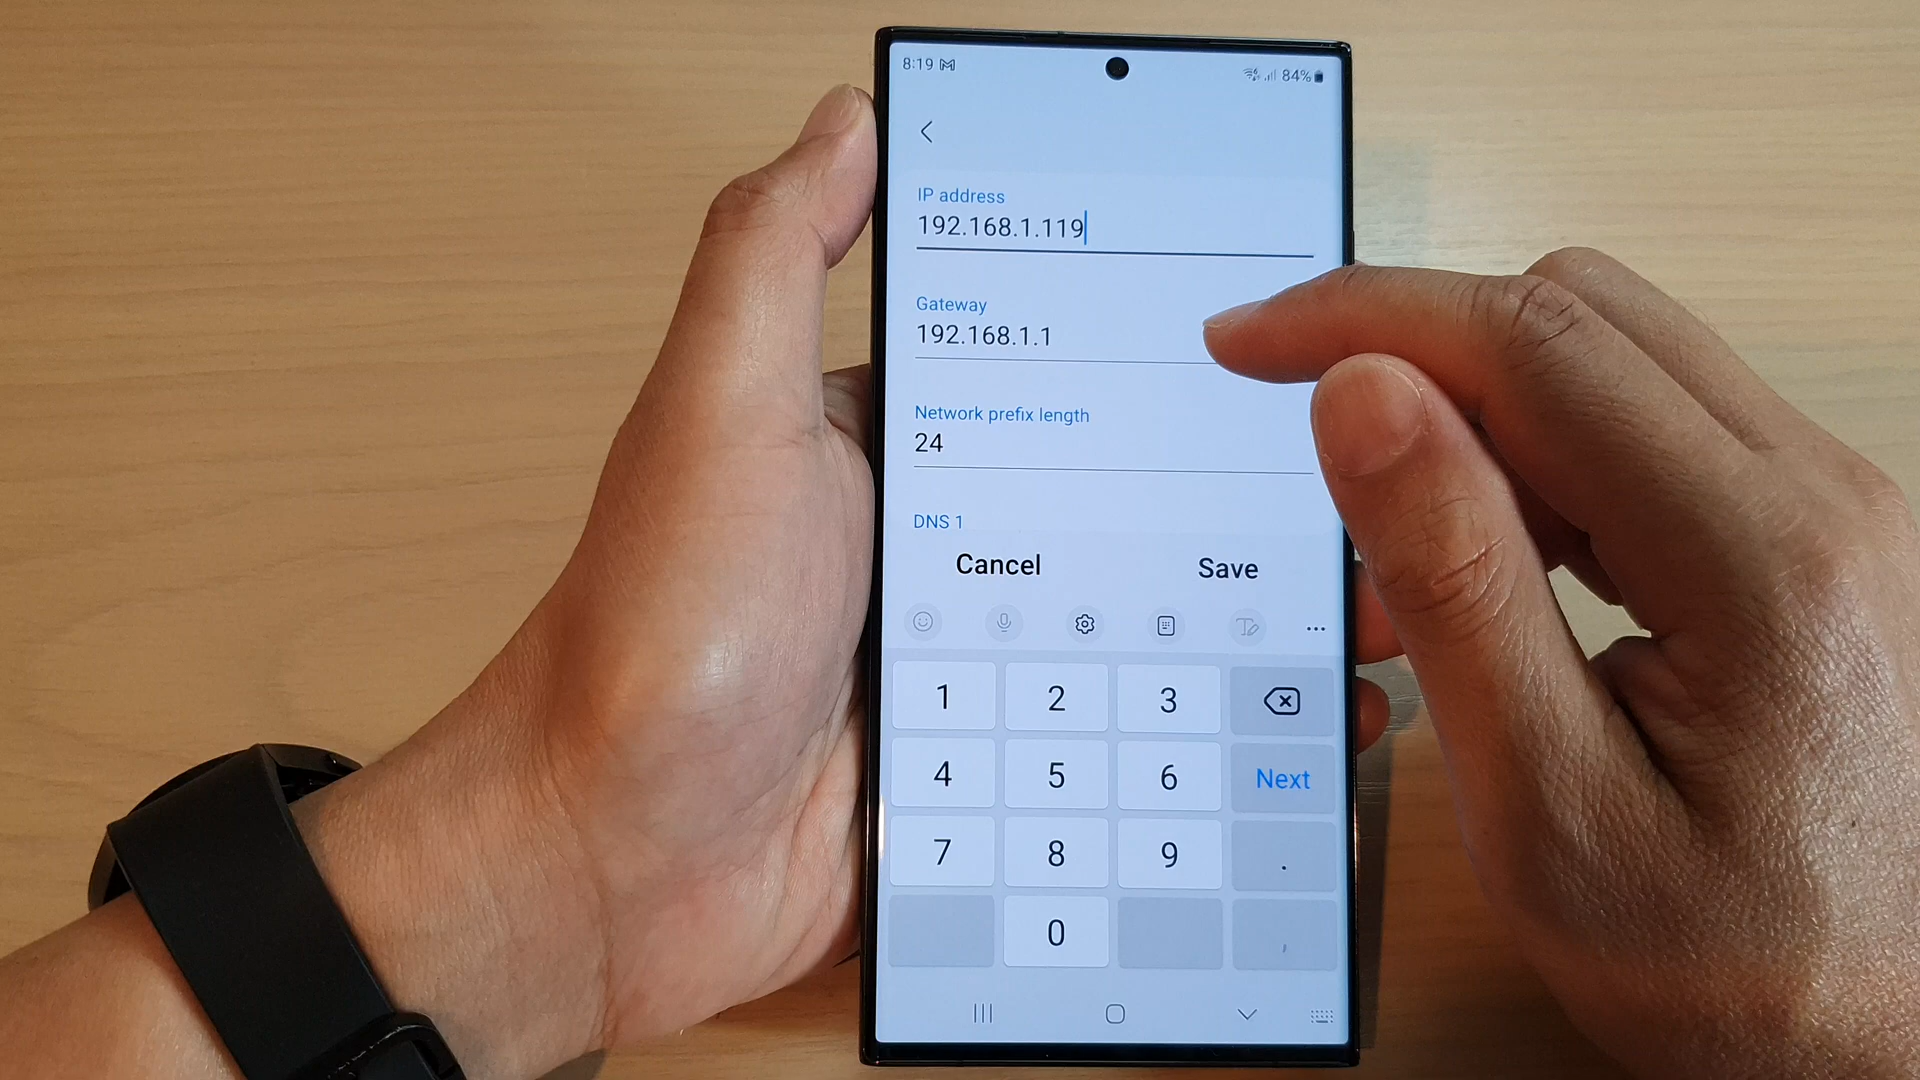 8:19 84%
IP address
192.168.1.119
Gateway
192.168.1.1
Network prefix length
24
DNS 1
Cancel Save
1 2 3
4 5 6 Next
7 8 9 .
0 ,